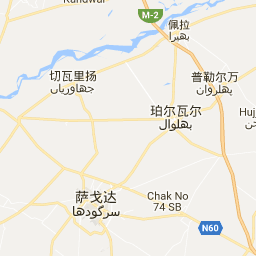 Kandwal
M-2
佩拉
بھیرا
切瓦里扬
جھاوریاں
普勒尔万
پھلروان
珀尔瓦尔
بھلوال
Huj
萨戈达
سرگودھا
Chak No
74 SB
N60